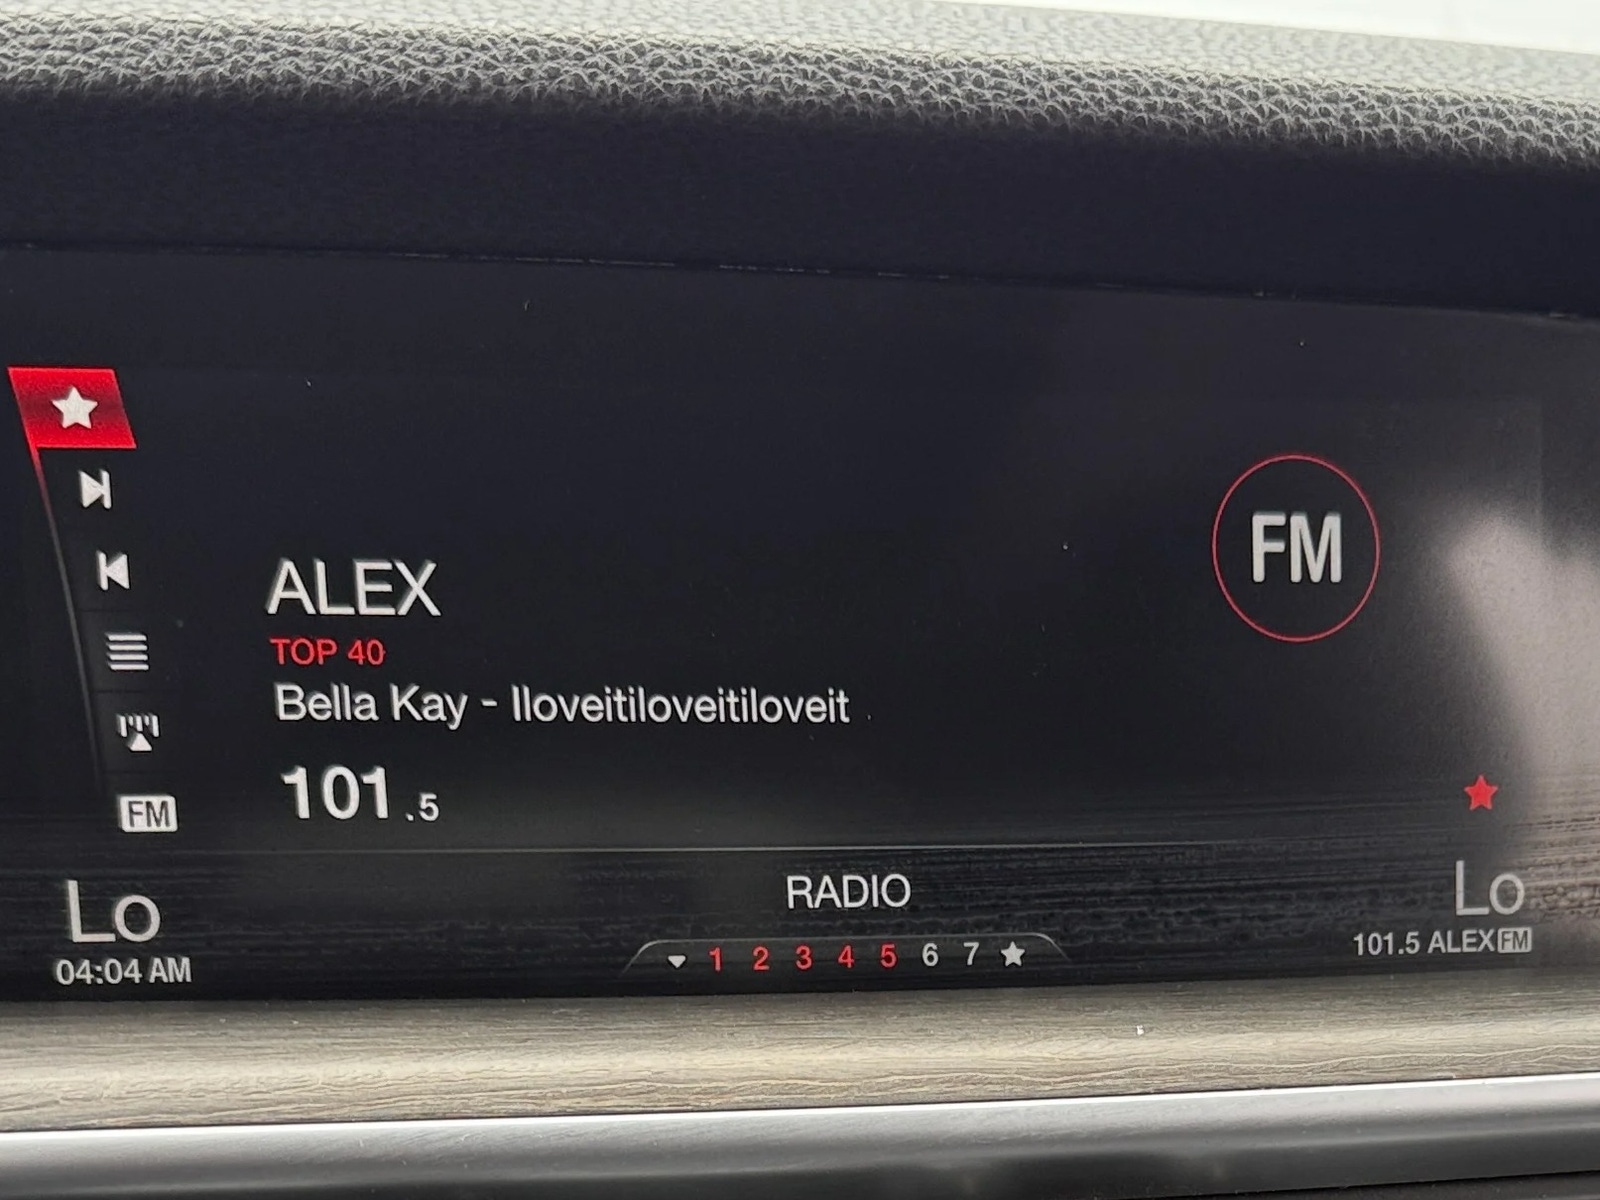 FM
ALEX
TOP 40
Bella Kay - Iloveitiloveitiloveit
101.5
FM
RADIO
Lo
Lo
04:04 AM
1 2 3 4 5 6 7
101.5 ALEX FM